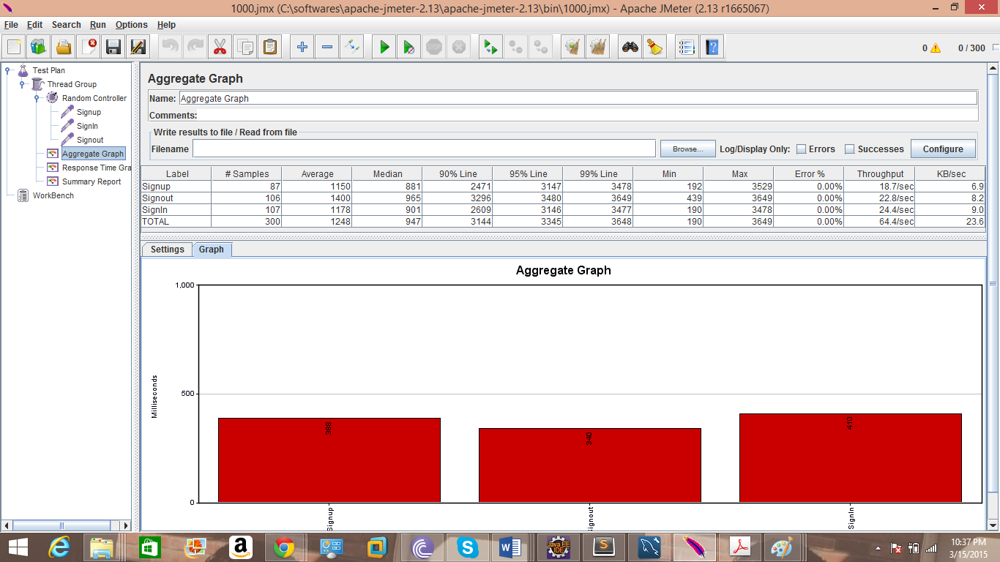 1000.jmx (C:\softwares\apache-jmeter-2.13\apache-jmeter-2.13\bin\1000.jmx) - Apache JMeter (2.13 r1665067)
File Edit Search Run Options Help
0 0 / 300
Test Plan
Thread Group
Random Controller
Signup
SignIn
Signout
Aggregate Graph
Response Time Gra
Summary Report
WorkBench
Aggregate Graph
Name: Aggregate Graph
Comments:
Write results to file / Read from file
Filename Browse... Log/Display Only: Errors Successes Configure
Label # Samples Average Median 90% Line 95% Line 99% Line Min Max Error % Throughput KB/sec
Signup 87 1150 881 2471 3147 3478 192 3529 0.00% 18.7/sec 6.9
Signout 106 1400 965 3296 3480 3649 439 3649 0.00% 22.8/sec 8.2
SignIn 107 1178 901 2609 3146 3477 190 3478 0.00% 24.4/sec 9.0
TOTAL 300 1248 947 3144 3345 3648 190 3649 0.00% 64.4/sec 23.6
Settings Graph
Aggregate Graph
1,000
500
0
Milliseconds
388
340
410
Signup
Signout
SignIn
Java EE
IDE
10:37 PM
3/15/2015